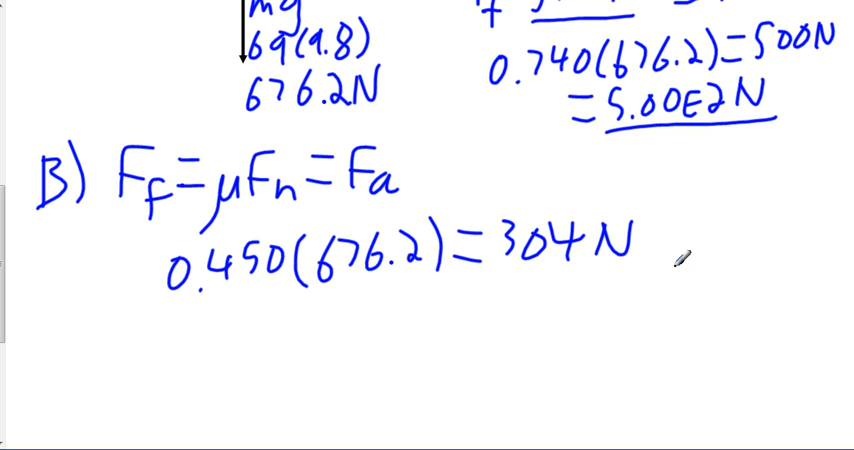 mg
69(9.8)
676.2N
0.740(676.2)=500N
=5.00E2N
B) Ff=μFn=Fa
0.450(676.2)=304N